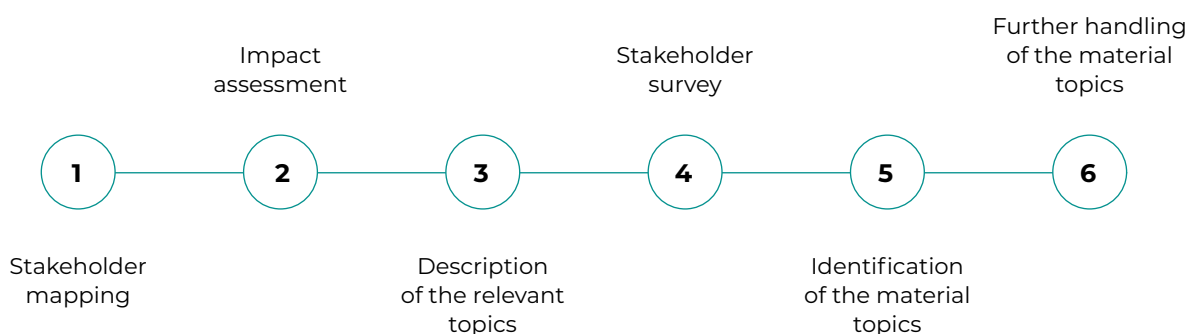 1
Stakeholder
mapping
2
Impact
assessment
3
Description
of the relevant
topics
4
Stakeholder
survey
5
Identification
of the material
topics
6
Further handling
of the material
topics